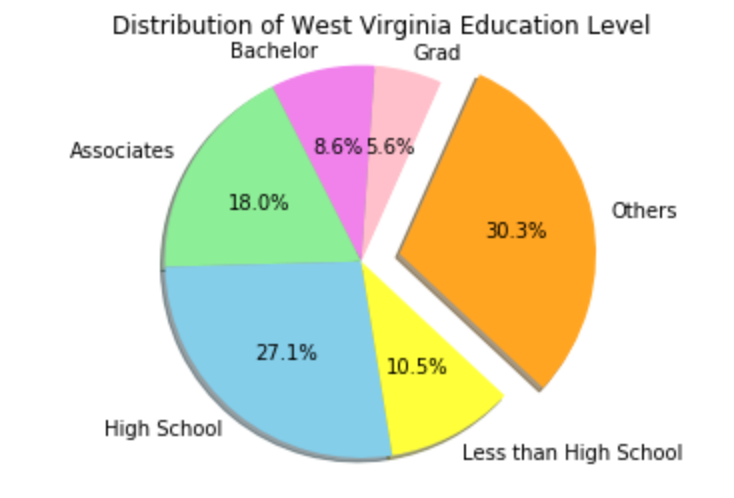 Distribution of West Virginia Education Level
Bachelor
Grad
Associates
8.6%
5.6%
18.0%
Others
30.3%
27.1%
10.5%
High School
Less than High School